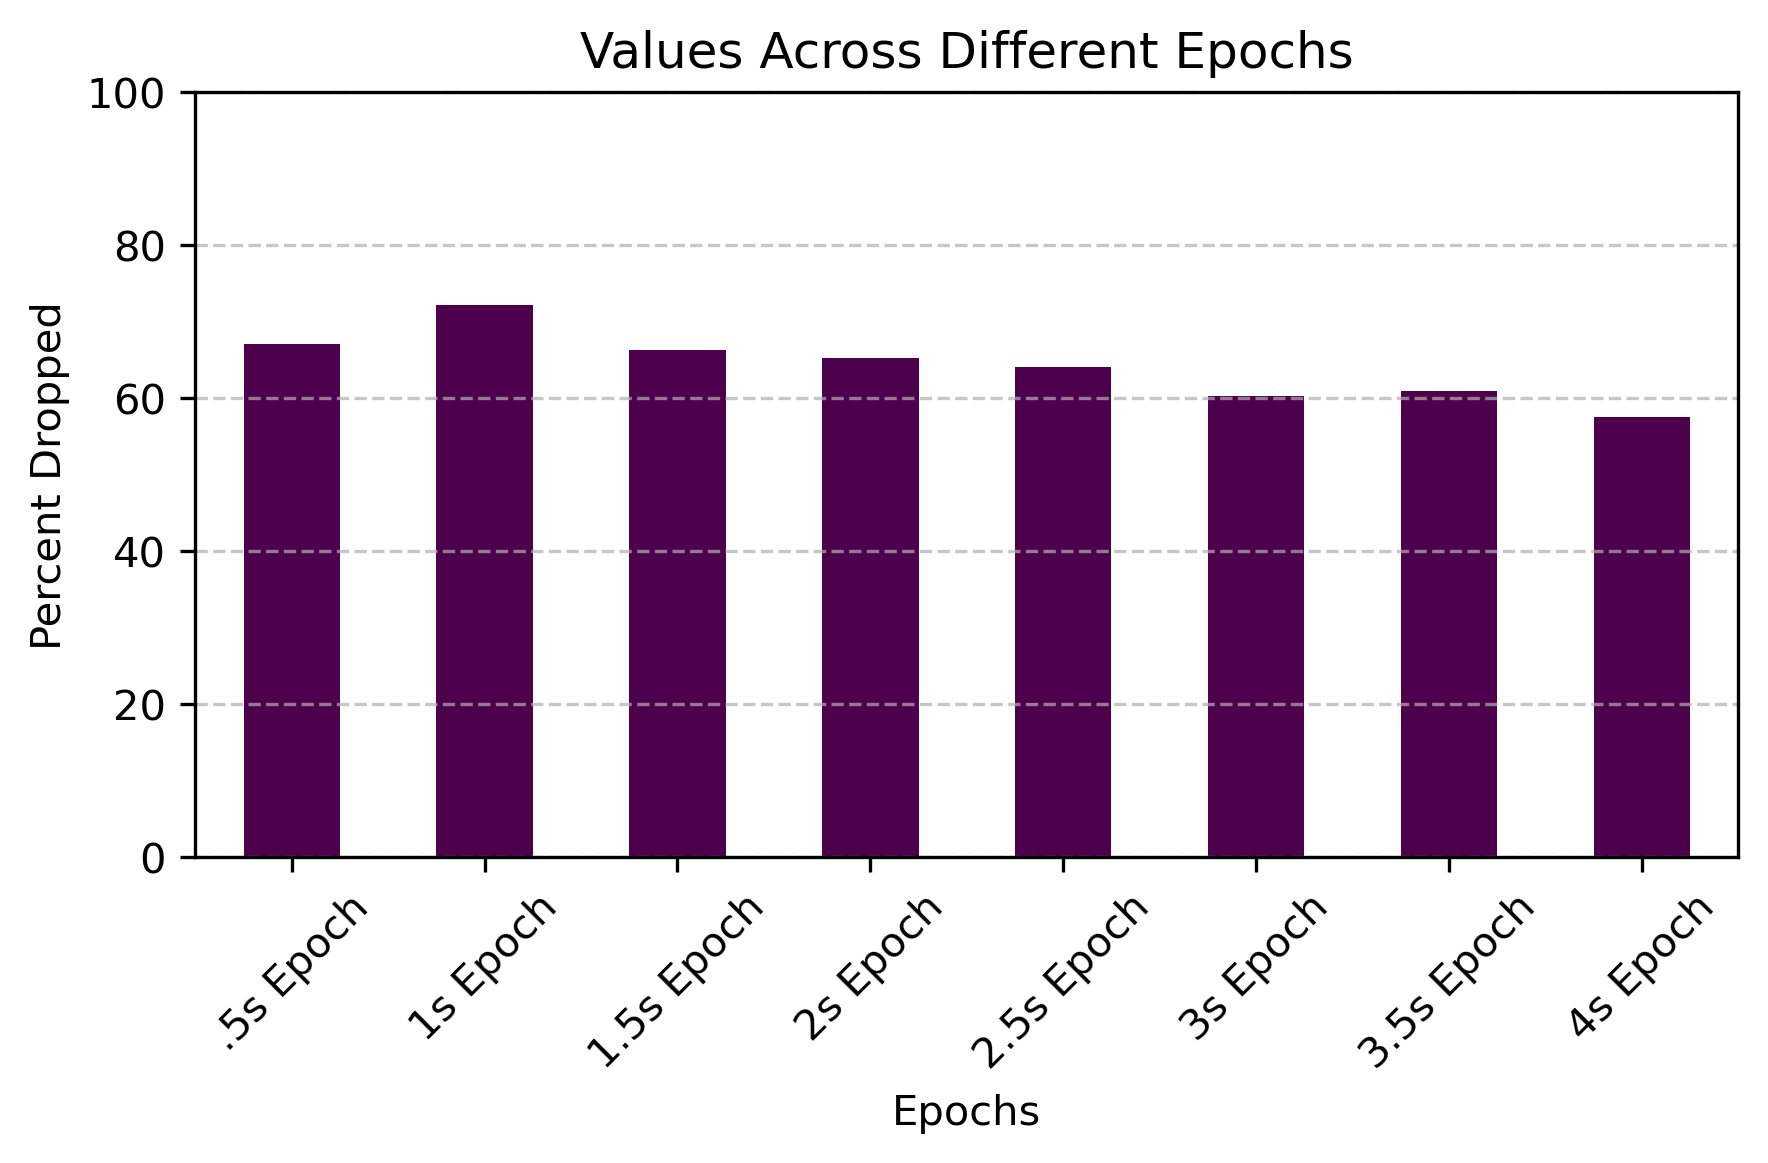 Values Across Different Epochs
Percent Dropped
100
80
60
40
20
0
.5s Epoch
1s Epoch
1.5s Epoch
2s Epoch
2.5s Epoch
3s Epoch
3.5s Epoch
4s Epoch
Epochs